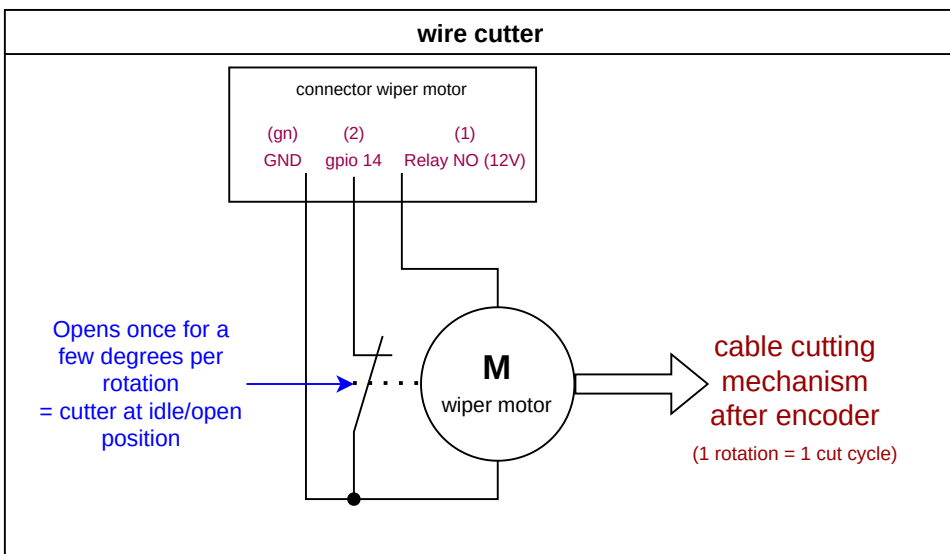 wire cutter
connector wiper motor
(gn) (2) (1)
GND gpio 14 Relay NO (12V)
Opens once for a
few degrees per
rotation
= cutter at idle/open
position
M
wiper motor
cable cutting
mechanism
after encoder
(1 rotation = 1 cut cycle)